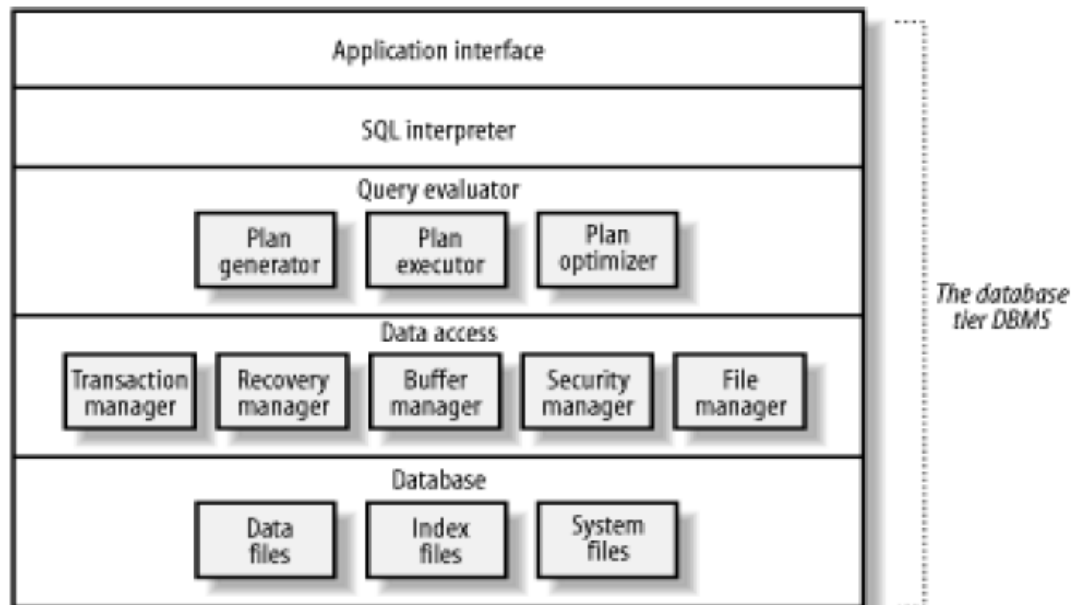 Application interface
SQL interpreter
Query evaluator
Plan
generator
Plan
executor
Plan
optimizer
Data access
Transaction
manager
Recovery
manager
Buffer
manager
Security
manager
File
manager
Database
Data
files
Index
files
System
files
The database
tier DBMS